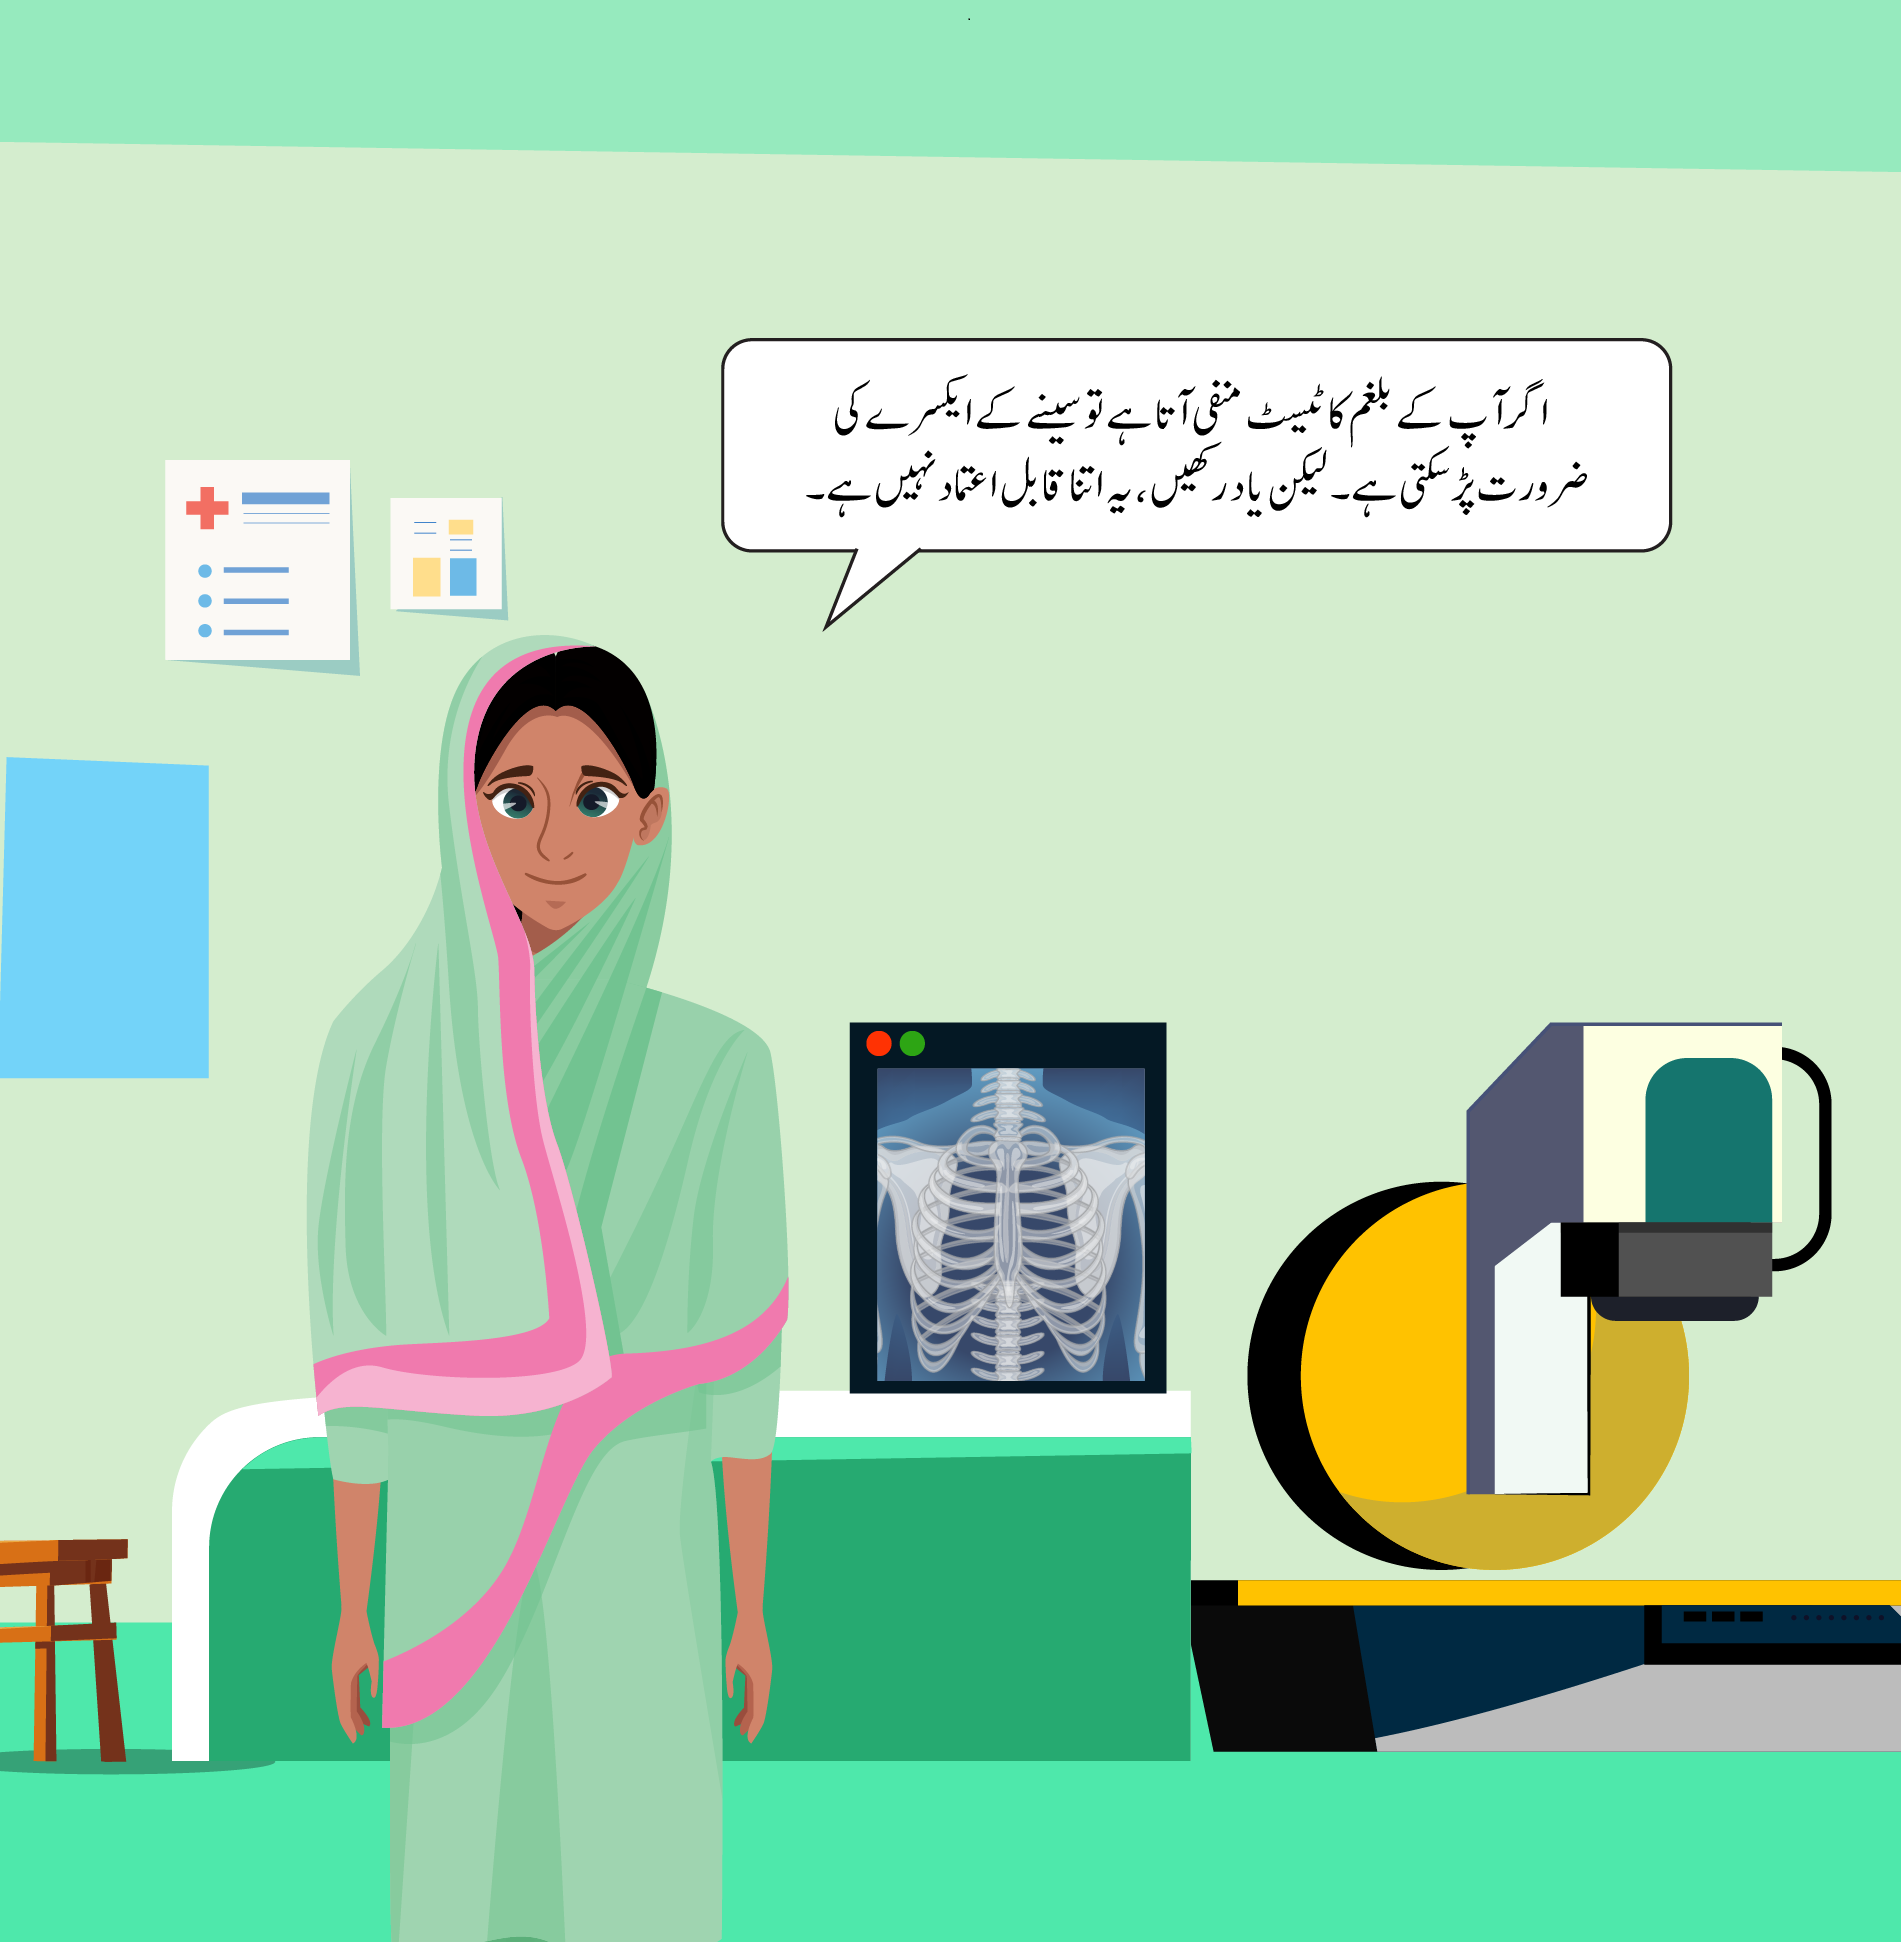 اگر آپ کے بلغم کا ٹیسٹ منفی آتا ہے تو سینے کے ایکسرے کی
ضرورت پڑ سکتی ہے۔ لیکن یاد رکھیں، یہ اتنا قابل اعتماد نہیں ہے۔